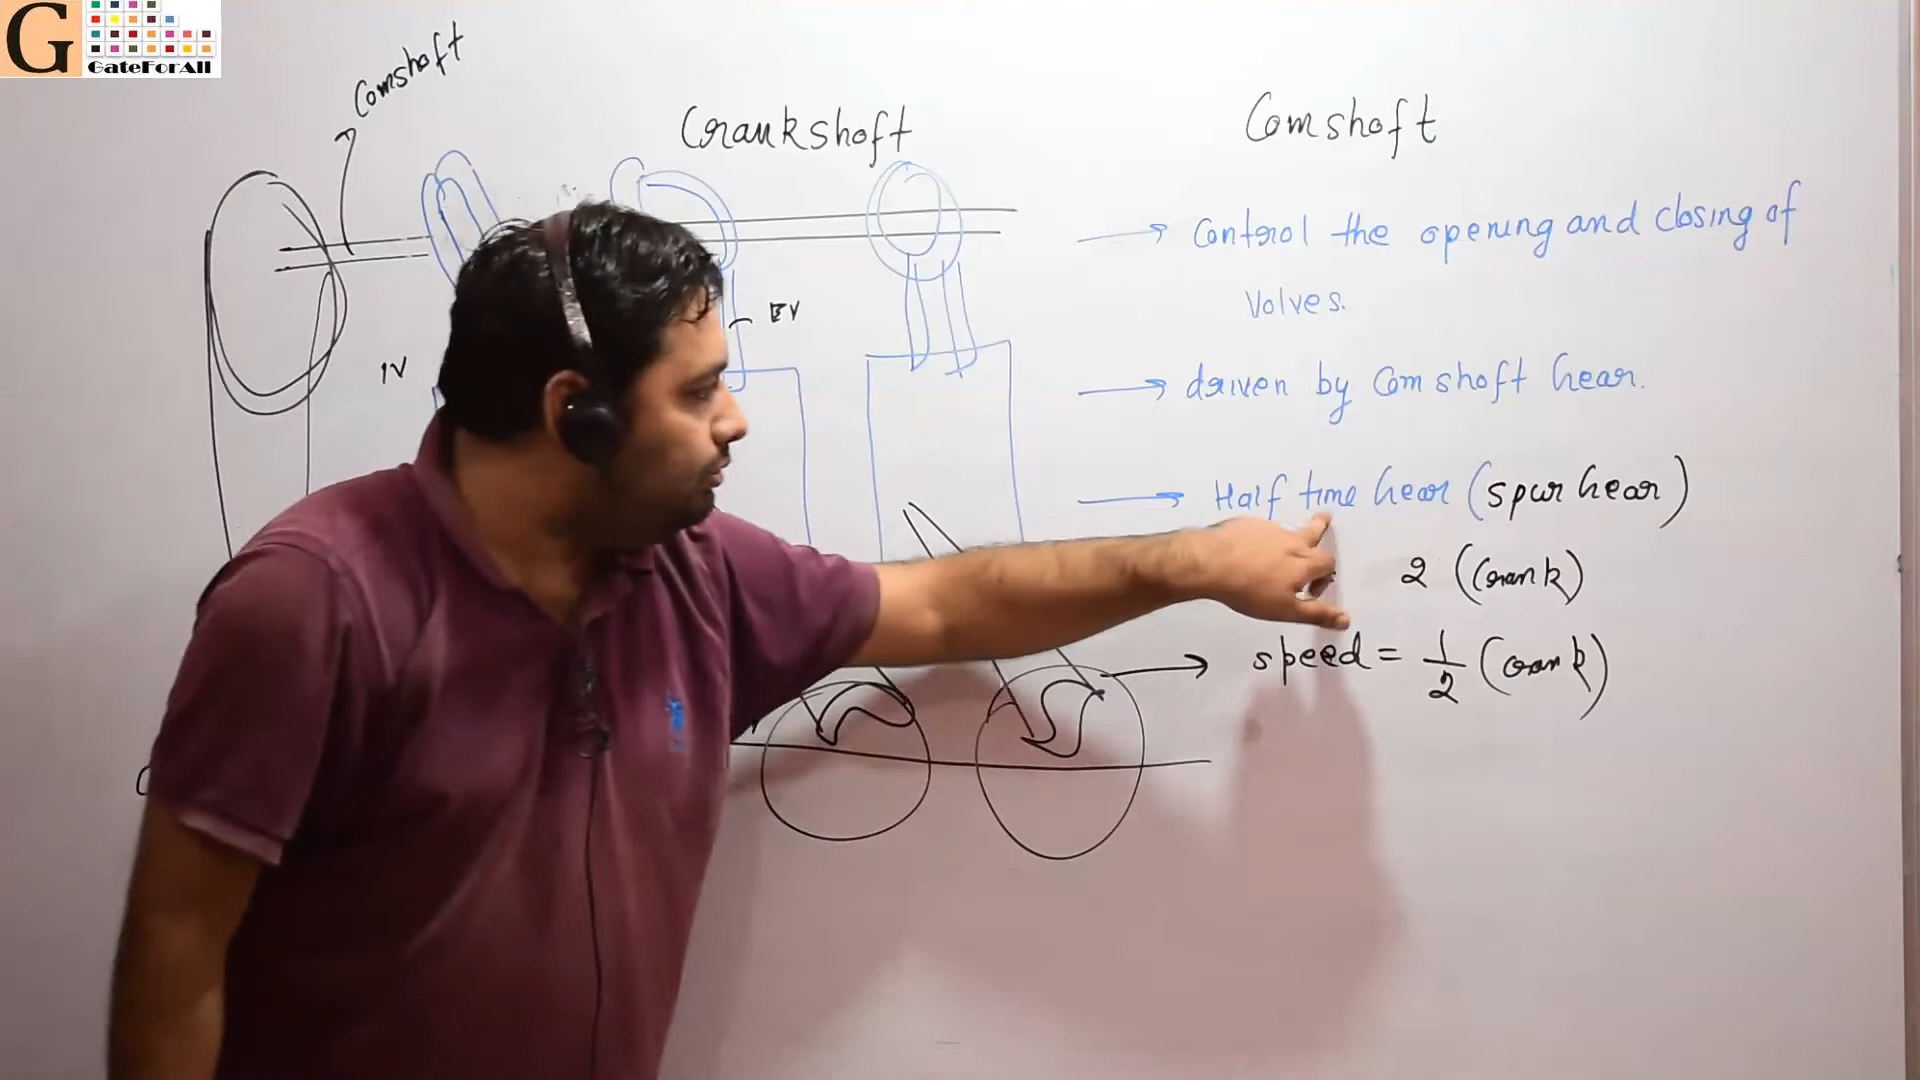 G
GateForAll
Camshaft
Crankshaft
Camshaft
Control the opening and closing of
Valves.
driven by Camshaft Gear.
Half time Gear (spur Gear)
2 (Crank)
speed = 1/2 (crank)
IV
EV